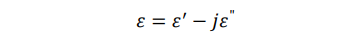 ε = ε′ − jε"